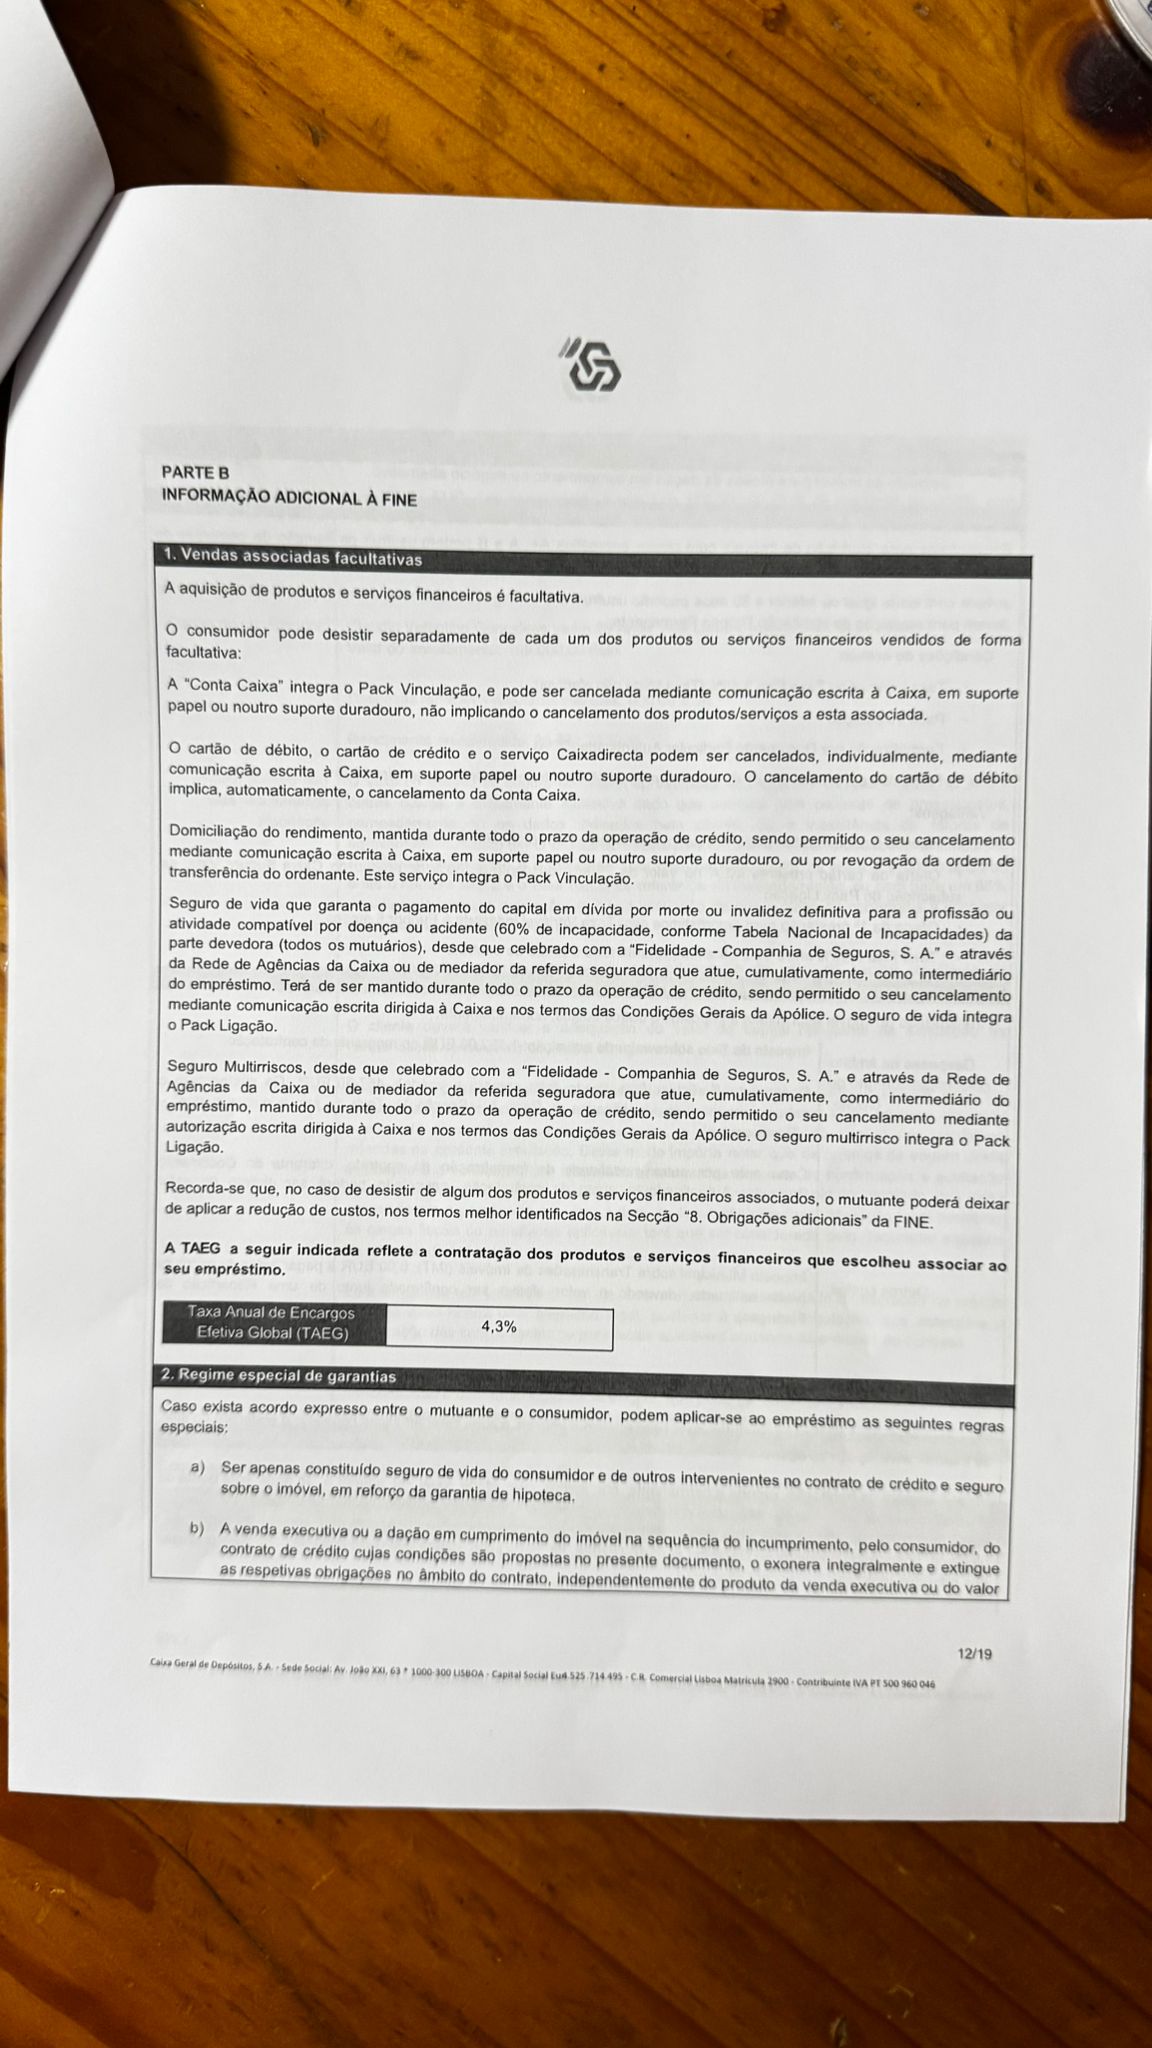 PARTE B
INFORMAÇÃO ADICIONAL À FINE
1. Vendas associadas facultativas
A aquisição de produtos e serviços financeiros é facultativa.
O consumidor pode desistir separadamente de cada um dos produtos ou serviços financeiros vendidos de forma
facultativa:
A “Conta Caixa” integra o Pack Vinculação, e pode ser cancelada mediante comunicação escrita à Caixa, em suporte
papel ou noutro suporte duradouro, não implicando o cancelamento dos produtos/serviços a esta associada.
O cartão de débito, o cartão de crédito e o serviço Caixadirecta podem ser cancelados, individualmente, mediante
comunicação escrita à Caixa, em suporte papel ou noutro suporte duradouro. O cancelamento do cartão de débito
implica, automaticamente, o cancelamento da Conta Caixa.
Domiciliação do rendimento, mantida durante todo o prazo da operação de crédito, sendo permitido o seu cancelamento
mediante comunicação escrita à Caixa, em suporte papel ou noutro suporte duradouro, ou por revogação da ordem de
transferência do ordenante. Este serviço integra o Pack Vinculação.
Seguro de vida que garanta o pagamento do capital em dívida por morte ou invalidez definitiva para a profissão ou
atividade compatível por doença ou acidente (60% de incapacidade, conforme Tabela Nacional de Incapacidades) da
parte devedora (todos os mutuários), desde que celebrado com a “Fidelidade - Companhia de Seguros, S. A.” e através
da Rede de Agências da Caixa ou de mediador da referida seguradora que atue, cumulativamente, como intermediário
do empréstimo. Terá de ser mantido durante todo o prazo da operação de crédito, sendo permitido o seu cancelamento
mediante comunicação escrita dirigida à Caixa e nos termos das Condições Gerais da Apólice. O seguro de vida integra
o Pack Ligação.
Seguro Multirriscos, desde que celebrado com a “Fidelidade - Companhia de Seguros, S. A.” e através da Rede de
Agências da Caixa ou de mediador da referida seguradora que atue, cumulativamente, como intermediário do
empréstimo, mantido durante todo o prazo da operação de crédito, sendo permitido o seu cancelamento mediante
autorização escrita dirigida à Caixa e nos termos das Condições Gerais da Apólice. O seguro multirrisco integra o Pack
Ligação.
Recorda-se que, no caso de desistir de algum dos produtos e serviços financeiros associados, o mutuante poderá deixar
de aplicar a redução de custos, nos termos melhor identificados na Secção “8. Obrigações adicionais” da FINE.
A TAEG a seguir indicada reflete a contratação dos produtos e serviços financeiros que escolheu associar ao
seu empréstimo.
Taxa Anual de Encargos
Efetiva Global (TAEG)
4,3%
2. Regime especial de garantias
Caso exista acordo expresso entre o mutuante e o consumidor, podem aplicar-se ao empréstimo as seguintes regras
especiais:
a) Ser apenas constituído seguro de vida do consumidor e de outros intervenientes no contrato de crédito e seguro
sobre o imóvel, em reforço da garantia de hipoteca.
b) A venda executiva ou a dação em cumprimento do imóvel na sequência do incumprimento, pelo consumidor, do
contrato de crédito cujas condições são propostas no presente documento, o exonera integralmente e extingue
as respetivas obrigações no âmbito do contrato, independentemente do produto da venda executiva ou do valor
12/19
Caixa Geral de Depósitos, S.A. - Sede Social: Av. João XXI, 63 * 1000-300 LISBOA - Capital Social Eu4.525.714.495 - C.R. Comercial Lisboa Matrícula 2900 - Contribuinte IVA PT 500 960 046